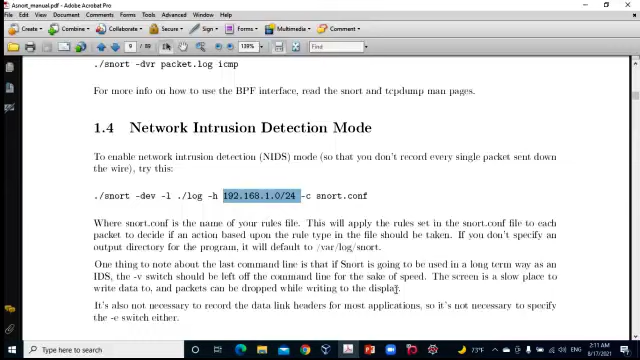 Asnort_manual.pdf - Adobe Acrobat Pro
File Edit View Document Comments Forms Tools Advanced Window Help
Create Combine Collaborate Secure Sign Forms Multimedia Comment
9 / 89 139% Find
./snort -dvr packet.log icmp
For more info on how to use the BPF interface, read the snort and tcpdump man pages.
1.4 Network Intrusion Detection Mode
To enable network intrusion detection (NIDS) mode (so that you don't record every single packet sent down
the wire), try this:
./snort -dev -l ./log -h 192.168.1.0/24 -c snort.conf
Where snort.conf is the name of your rules file. This will apply the rules set in the snort.conf file to each
packet to decide if an action based upon the rule type in the file should be taken. If you don't specify an
output directory for the program, it will default to /var/log/snort.
One thing to note about the last command line is that if Snort is going to be used in a long term way as an
IDS, the -v switch should be left off the command line for the sake of speed. The screen is a slow place to
write data to, and packets can be dropped while writing to the display.
It's also not necessary to record the data link headers for most applications, so it's not necessary to specify
the -e switch either.
73°F ENG 2:11 AM
8/17/2021